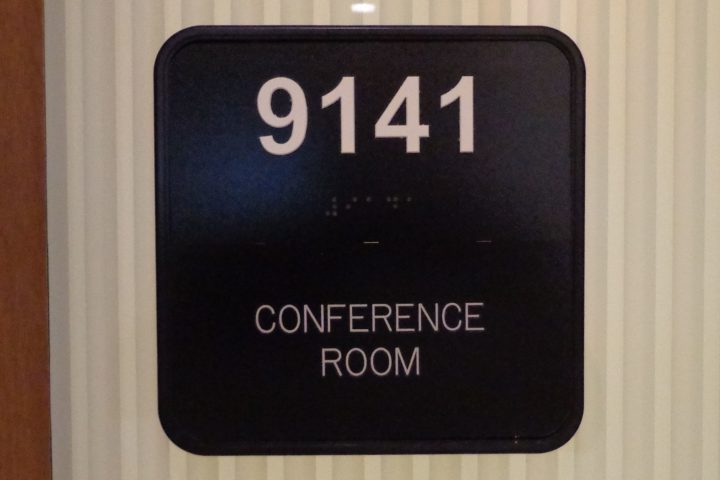 9141
⠼⠊⠁⠙⠁
CONFERENCE
ROOM